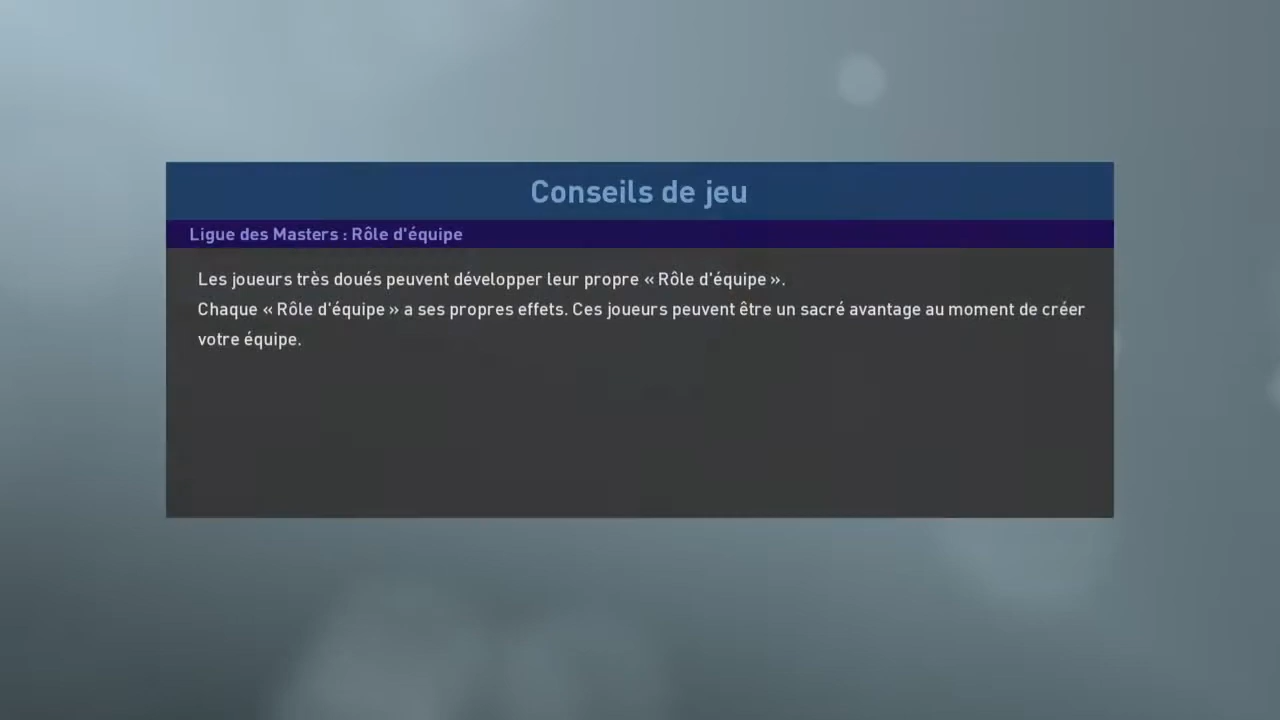 Conseils de jeu
Ligue des Masters : Rôle d'équipe
Les joueurs très doués peuvent développer leur propre « Rôle d'équipe ».
Chaque « Rôle d'équipe » a ses propres effets. Ces joueurs peuvent être un sacré avantage au moment de créer
votre équipe.